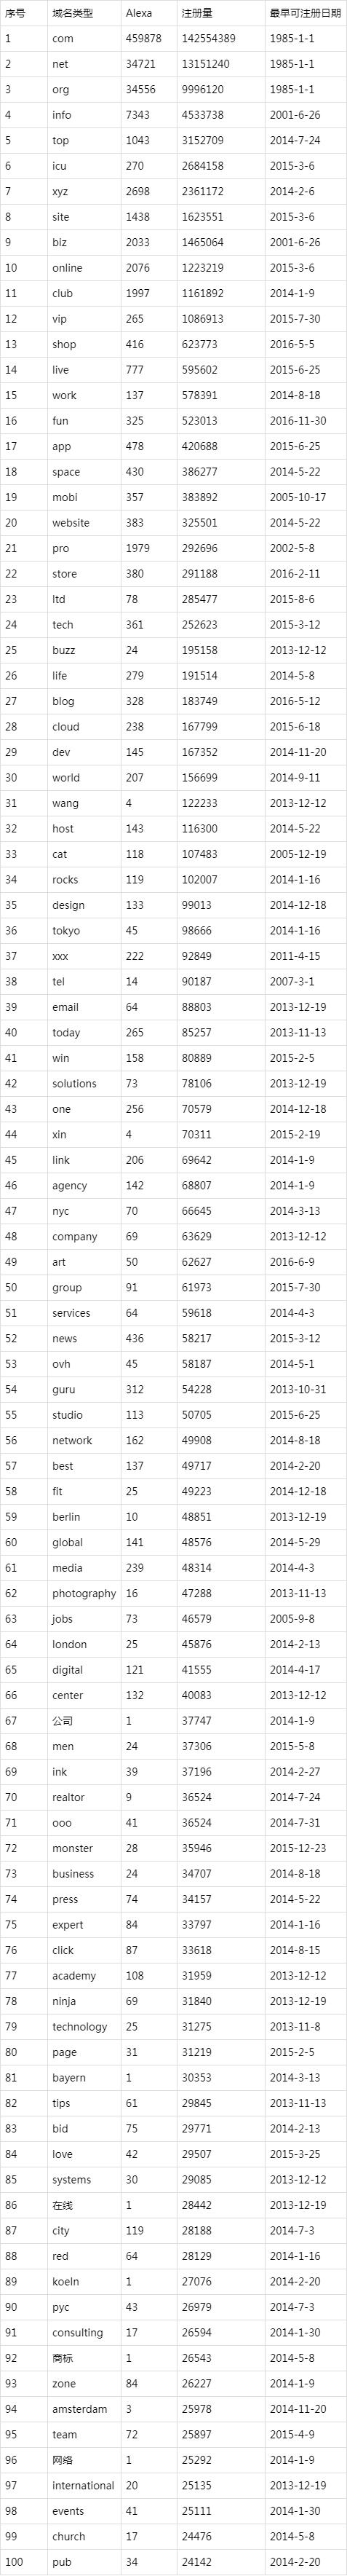 序号 域名类型 Alexa 注册量 最早可注册日期
1 com 459878 142554389 1985-1-1
2 net 34721 13151240 1985-1-1
3 org 34556 9996120 1985-1-1
4 info 7343 4533738 2001-6-26
5 top 1043 3152709 2014-7-24
6 icu 270 2684158 2015-3-6
7 xyz 2698 2361172 2014-2-6
8 site 1438 1623551 2015-3-6
9 biz 2033 1465064 2001-6-26
10 online 2076 1223219 2015-3-6
11 club 1997 1161892 2014-1-9
12 vip 265 1086913 2015-7-30
13 shop 416 623773 2016-5-5
14 live 777 595602 2015-6-25
15 work 137 578391 2014-8-18
16 fun 325 523013 2016-11-30
17 app 478 420688 2015-6-25
18 space 430 386277 2014-5-22
19 mobi 357 383892 2005-10-17
20 website 383 325501 2014-5-22
21 pro 1979 292696 2002-5-8
22 store 380 291188 2016-2-11
23 ltd 78 285477 2015-8-6
24 tech 361 252623 2015-3-12
25 buzz 24 195158 2013-12-12
26 life 279 191514 2014-5-8
27 blog 328 183749 2016-5-12
28 cloud 238 167799 2015-6-18
29 dev 145 167352 2014-11-20
30 world 207 156699 2014-9-11
31 wang 4 122233 2013-12-12
32 host 143 116300 2014-5-22
33 cat 118 107483 2005-12-19
34 rocks 119 102007 2014-1-16
35 design 133 99013 2014-12-18
36 tokyo 45 98666 2014-1-16
37 xxx 222 92849 2011-4-15
38 tel 14 90187 2007-3-1
39 email 64 88803 2013-12-19
40 today 265 85257 2013-11-13
41 win 158 80889 2015-2-5
42 solutions 73 78106 2013-12-19
43 one 256 70579 2014-12-18
44 xin 4 70311 2015-2-19
45 link 206 69642 2014-1-9
46 agency 142 68807 2014-1-9
47 nyc 70 66645 2014-3-13
48 company 69 63629 2013-12-12
49 art 50 62627 2016-6-9
50 group 91 61973 2015-7-30
51 services 64 59618 2014-4-3
52 news 436 58217 2015-3-12
53 ovh 45 58187 2014-5-1
54 guru 312 54228 2013-10-31
55 studio 113 50705 2015-6-25
56 network 162 49908 2014-8-18
57 best 137 49717 2014-2-20
58 fit 25 49223 2014-12-18
59 berlin 10 48851 2013-12-19
60 global 141 48576 2014-5-29
61 media 239 48314 2014-4-3
62 photography 16 47288 2013-11-13
63 jobs 73 46579 2005-9-8
64 london 25 45876 2014-2-13
65 digital 121 41555 2014-4-17
66 center 132 40083 2013-12-12
67 公司 1 37747 2014-1-9
68 men 24 37306 2015-5-8
69 ink 39 37196 2014-2-27
70 realtor 9 36524 2014-7-24
71 ooo 41 36524 2014-7-31
72 monster 28 35946 2015-12-23
73 business 24 34707 2014-8-18
74 press 74 34157 2014-5-22
75 expert 84 33797 2014-1-16
76 click 87 33618 2014-8-15
77 academy 108 31959 2013-12-12
78 ninja 69 31840 2013-12-19
79 technology 25 31275 2013-11-8
80 page 31 31219 2015-2-5
81 bayern 1 30353 2014-3-13
82 tips 61 29845 2013-11-13
83 bid 75 29771 2014-2-13
84 love 42 29507 2015-3-25
85 systems 30 29085 2013-12-12
86 在线 1 28442 2013-12-19
87 city 119 28188 2014-7-3
88 red 64 28129 2014-1-16
89 koeln 1 27076 2014-2-20
90 рус 43 26979 2014-7-3
91 consulting 17 26594 2014-1-30
92 商标 1 26543 2014-5-8
93 zone 84 26227 2014-1-9
94 amsterdam 3 25978 2014-11-20
95 team 72 25897 2015-4-9
96 网络 1 25292 2014-1-9
97 international 20 25135 2013-12-19
98 events 41 25111 2014-1-30
99 church 17 24476 2014-5-8
100 pub 34 24142 2014-2-20